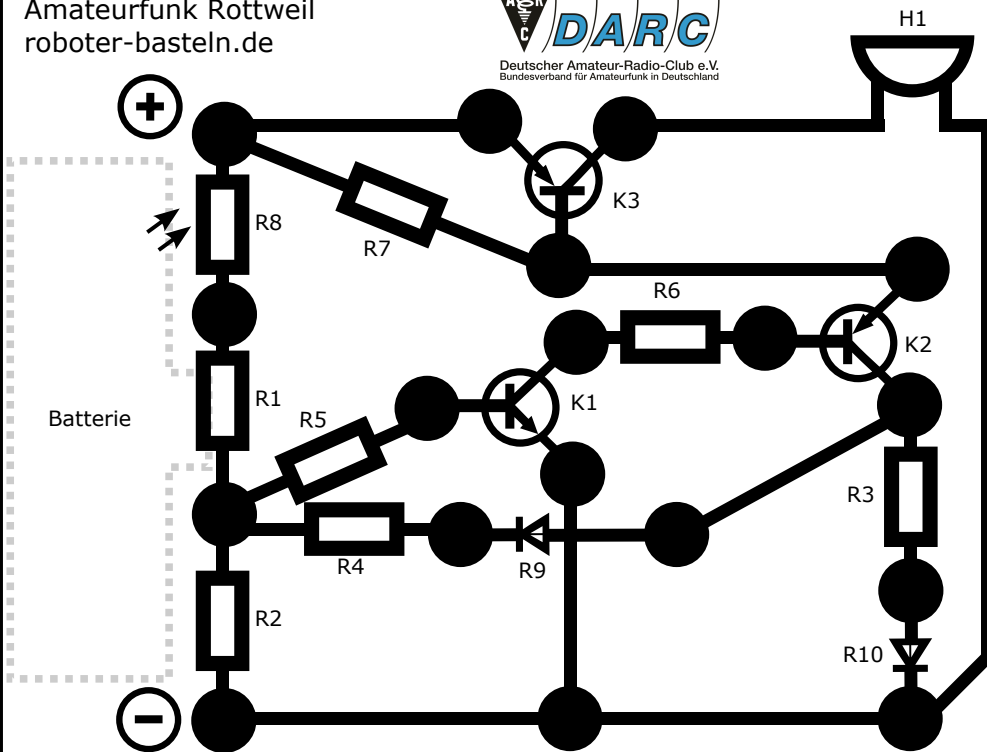 Amateurfunk Rottweil
roboter-basteln.de
DARC
Deutscher Amateur-Radio-Club e.V.
Bundesverband für Amateurfunk in Deutschland
H1
+
K3
R8
R7
R6
K2
R1
K1
R5
Batterie
R3
R4
R9
R2
R10
−